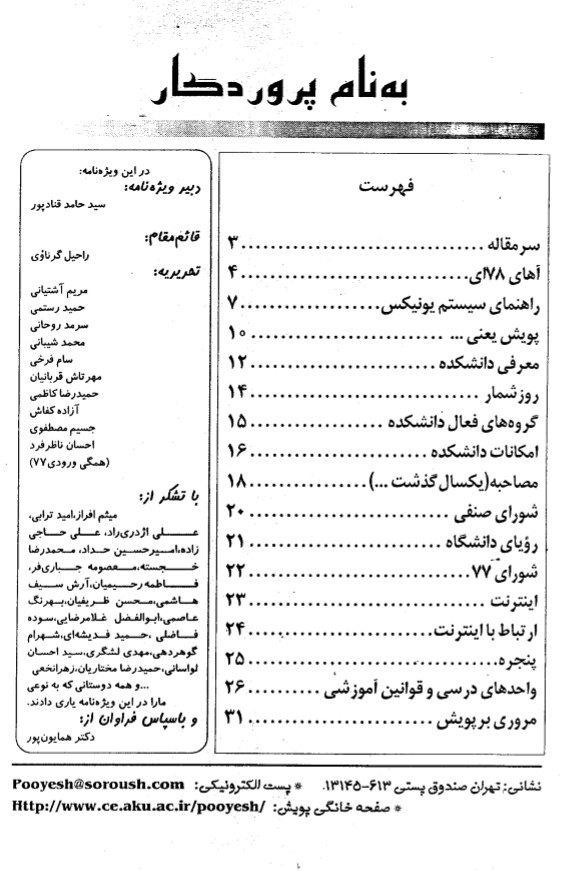 به‌نام پروردگار
فهرست
سرمقاله ................................ ۳
آهای ۷۸ای................................ ۴
راهنمای سیستم یونیکس................ ۷
پویش یعنی ... ......................... ۱۰
معرفی دانشکده ....................... ۱۲
روزشمار ............................... ۱۴
گروه‌های فعال دانشکده ............... ۱۵
امکانات دانشکده ...................... ۱۶
مصاحبه(یکسال گذشت ...)............ ۱۸
شورای صنفی ......................... ۲۰
رؤیای دانشگاه ........................ ۲۱
شورای ۷۷............................. ۲۲
اینترنت ................................ ۲۳
ارتباط با اینترنت....................... ۲۴
پنجره................................... ۲۵
واحدهای درسی و قوانین آموزشی .... ۲۶
مروری بر پویش ....................... ۳۱
در این ویژه‌نامه:
دبیر ویژه‌نامه:
سید حامد قنادپور
قائم‌مقام:
راحیل گرناؤی
تحریریه:
مریم آشتیانی
حمید رستمی
سرمد روحانی
محمد شیبانی
سام فرخی
مهرتاش قربانیان
حمیدرضا کاظمی
آزاده کفاش
جسیم مصطفوی
احسان ناظرفرد
(همگی ورودی۷۷)
با تشکر از:
میثم افراز،امید ترابی،
علی اژدری‌راد، علی حاجی
زاده،امیرحسین حداد، محمدرضا
خجسته،معصومه جباری‌فر،
فاطمه رحیمیان،آرش سیف
هاشمی،محسن ظریفیان،بهرنگ
عاصمی،ابوالفضل غلامرضایی،سوده
فاضلی ،حمید فدیشه‌ای،شهرام
گوهردهی،مهدی لشگری،سید احسان
لواسانی،حمیدرضا مختاریان،زهرانخعی
...و همه دوستانی که به نوعی
مارا در این ویژه‌نامه یاری دادند.
و باسپاس فراوان از:
دکتر همایون‌پور
نشانی: تهران صندوق پستی ۶۱۳-۱۳۱۴۵. * پست الکترونیکی: Pooyesh@soroush.com
* صفحه خانگی پویش: Http://www.ce.aku.ac.ir/pooyesh/